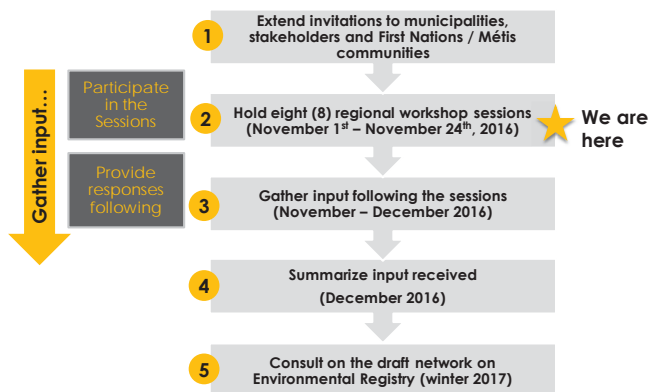 1
Extend invitations to municipalities,
stakeholders and First Nations / Métis
communities
Gather input...
Participate
in the
Sessions
2
Hold eight (8) regional workshop sessions
(November 1st – November 24th, 2016)
We are
here
Provide
responses
following
3
Gather input following the sessions
(November – December 2016)
4
Summarize input received
(December 2016)
5
Consult on the draft network on
Environmental Registry (winter 2017)